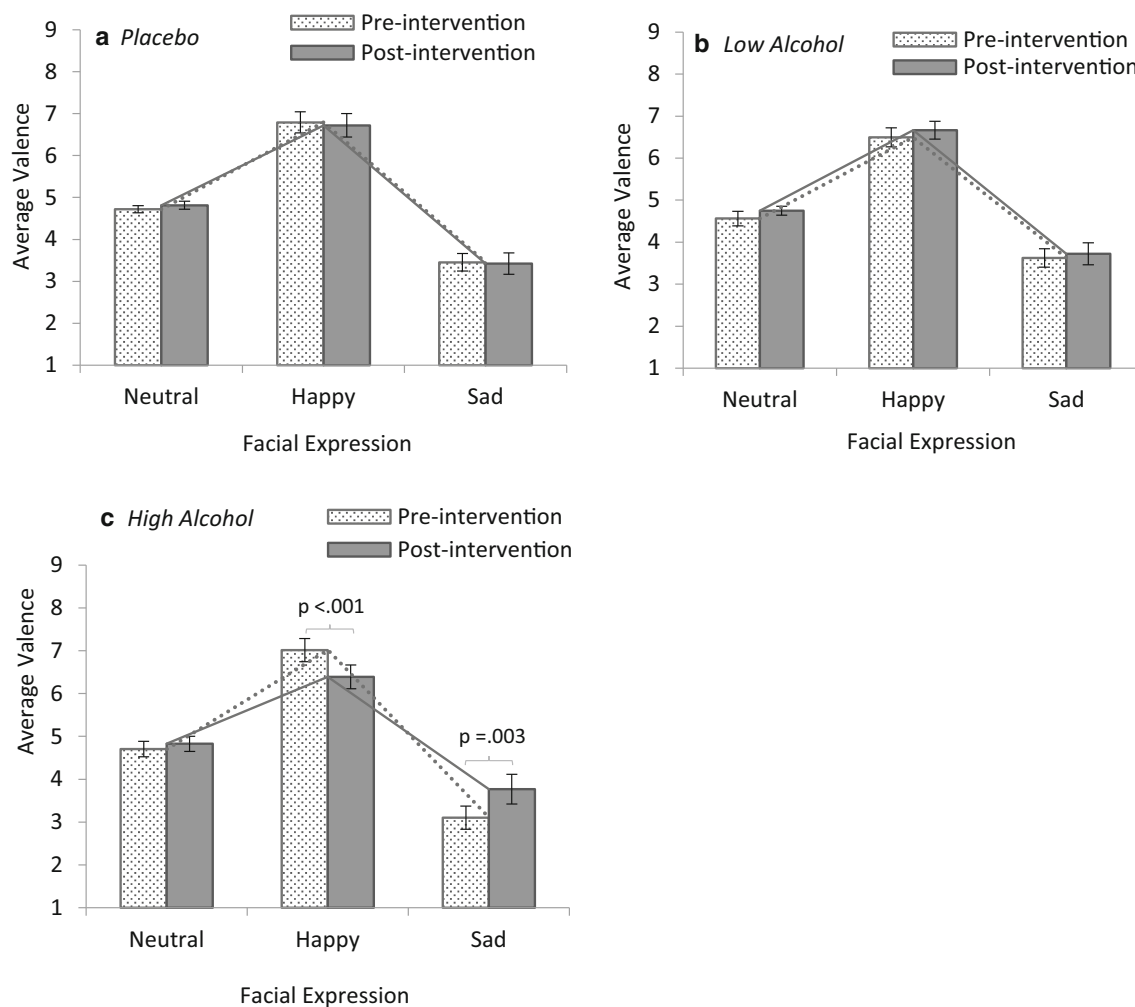 a Placebo
Pre-intervention
Post-intervention
Average Valence
9
8
7
6
5
4
3
2
1
Neutral Happy Sad
Facial Expression
b Low Alcohol
Pre-intervention
Post-intervention
Average Valence
9
8
7
6
5
4
3
2
1
Neutral Happy Sad
Facial Expression
c High Alcohol
Pre-intervention
Post-intervention
Average Valence
9
8
7
6
5
4
3
2
1
p <.001
p =.003
Neutral Happy Sad
Facial Expression